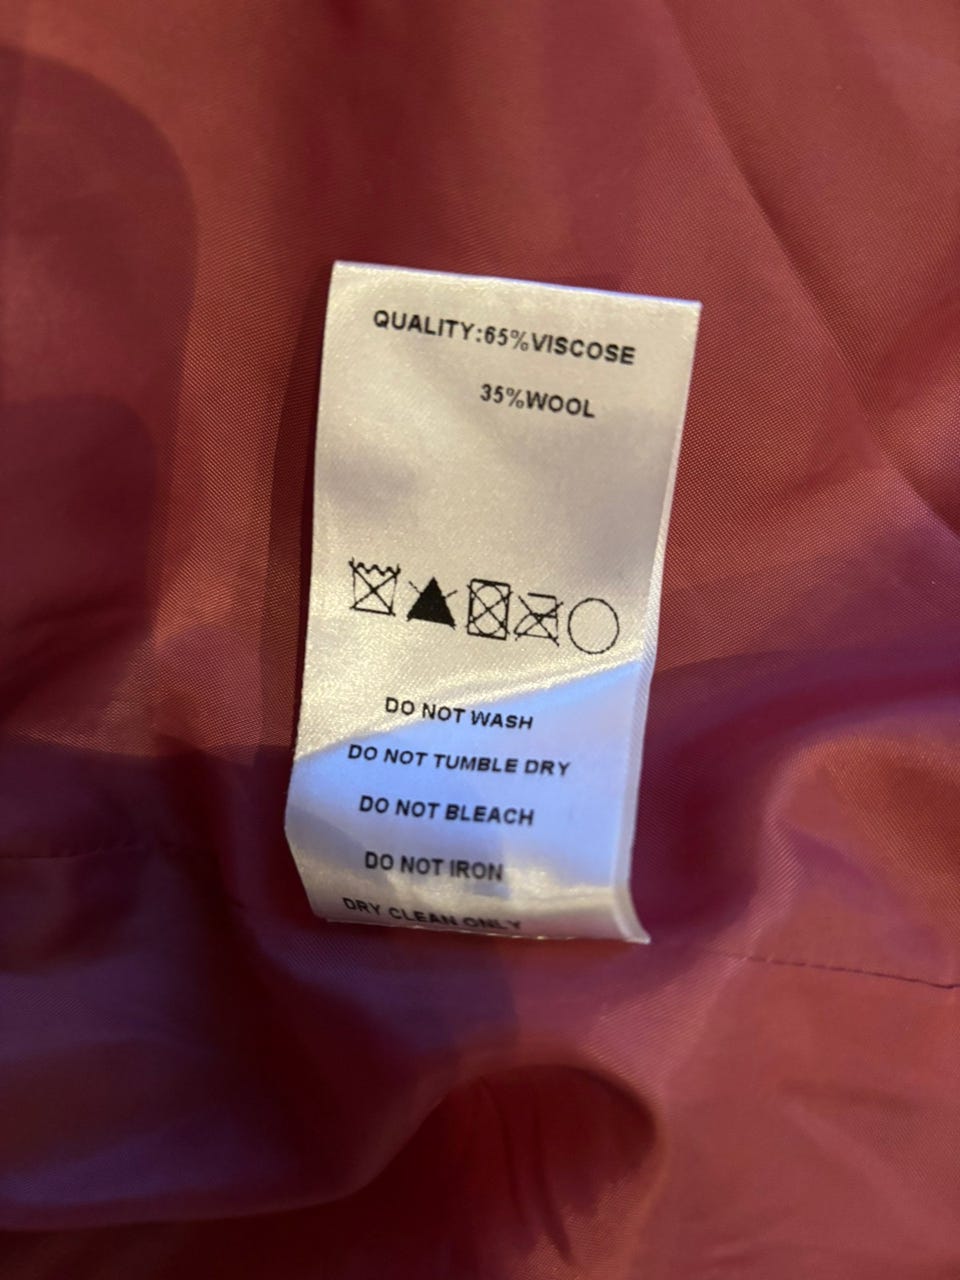 QUALITY:65%VISCOSE
35%WOOL
DO NOT WASH
DO NOT TUMBLE DRY
DO NOT BLEACH
DO NOT IRON
DRY CLEAN ONLY